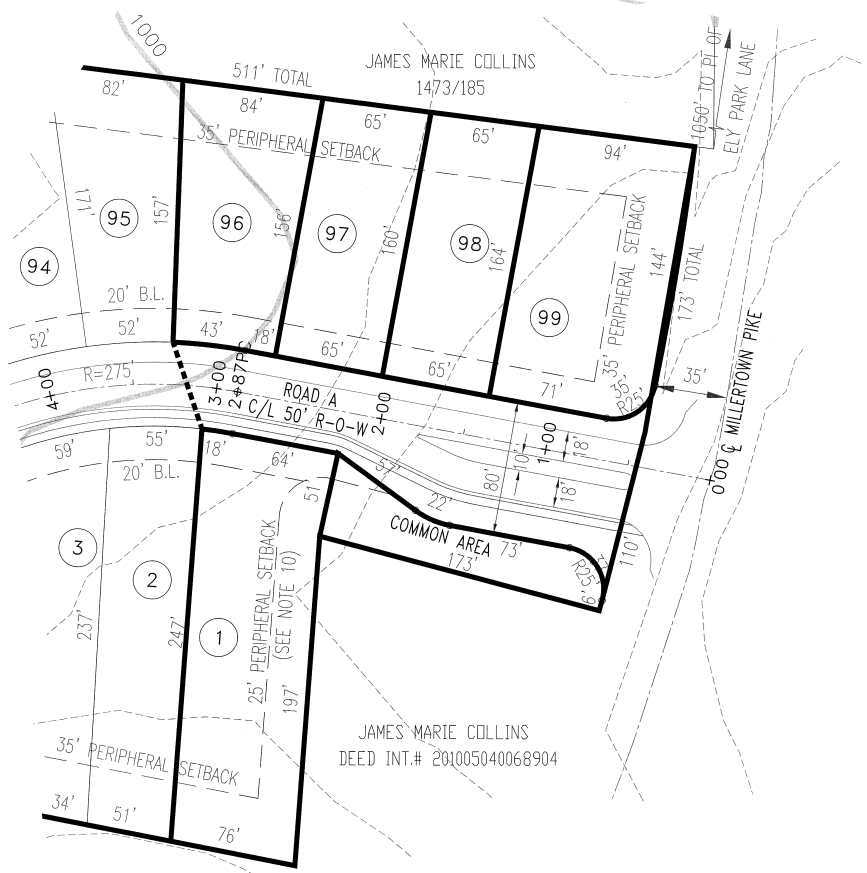 1000
JAMES MARIE COLLINS
1473/185
511' TOTAL
82'
84'
65'
65'
94'
1050' TO PI OF
ELY PARK LANE
35' PERIPHERAL SETBACK
171'
157'
156'
160'
164'
144'
173' TOTAL
95
96
97
98
99
94
35' PERIPHERAL SETBACK
20' B.L.
52'
52'
43'
18'
65'
65'
71'
35'
R25'
35'
R=275'
4+00
3+00
2+87PC
ROAD A
C/L 50' R-O-W
2+00
1+00
10'
18'
18'
80'
0+00 ℄ MILLERTOWN PIKE
59'
55'
18'
64'
57'
22'
73'
20' B.L.
51'
COMMON AREA
173'
R25'
37'
6'
110'
3
2
1
237'
247'
197'
25' PERIPHERAL SETBACK
(SEE NOTE 10)
35' PERIPHERAL SETBACK
34'
51'
76'
JAMES MARIE COLLINS
DEED INT.# 201005040068904